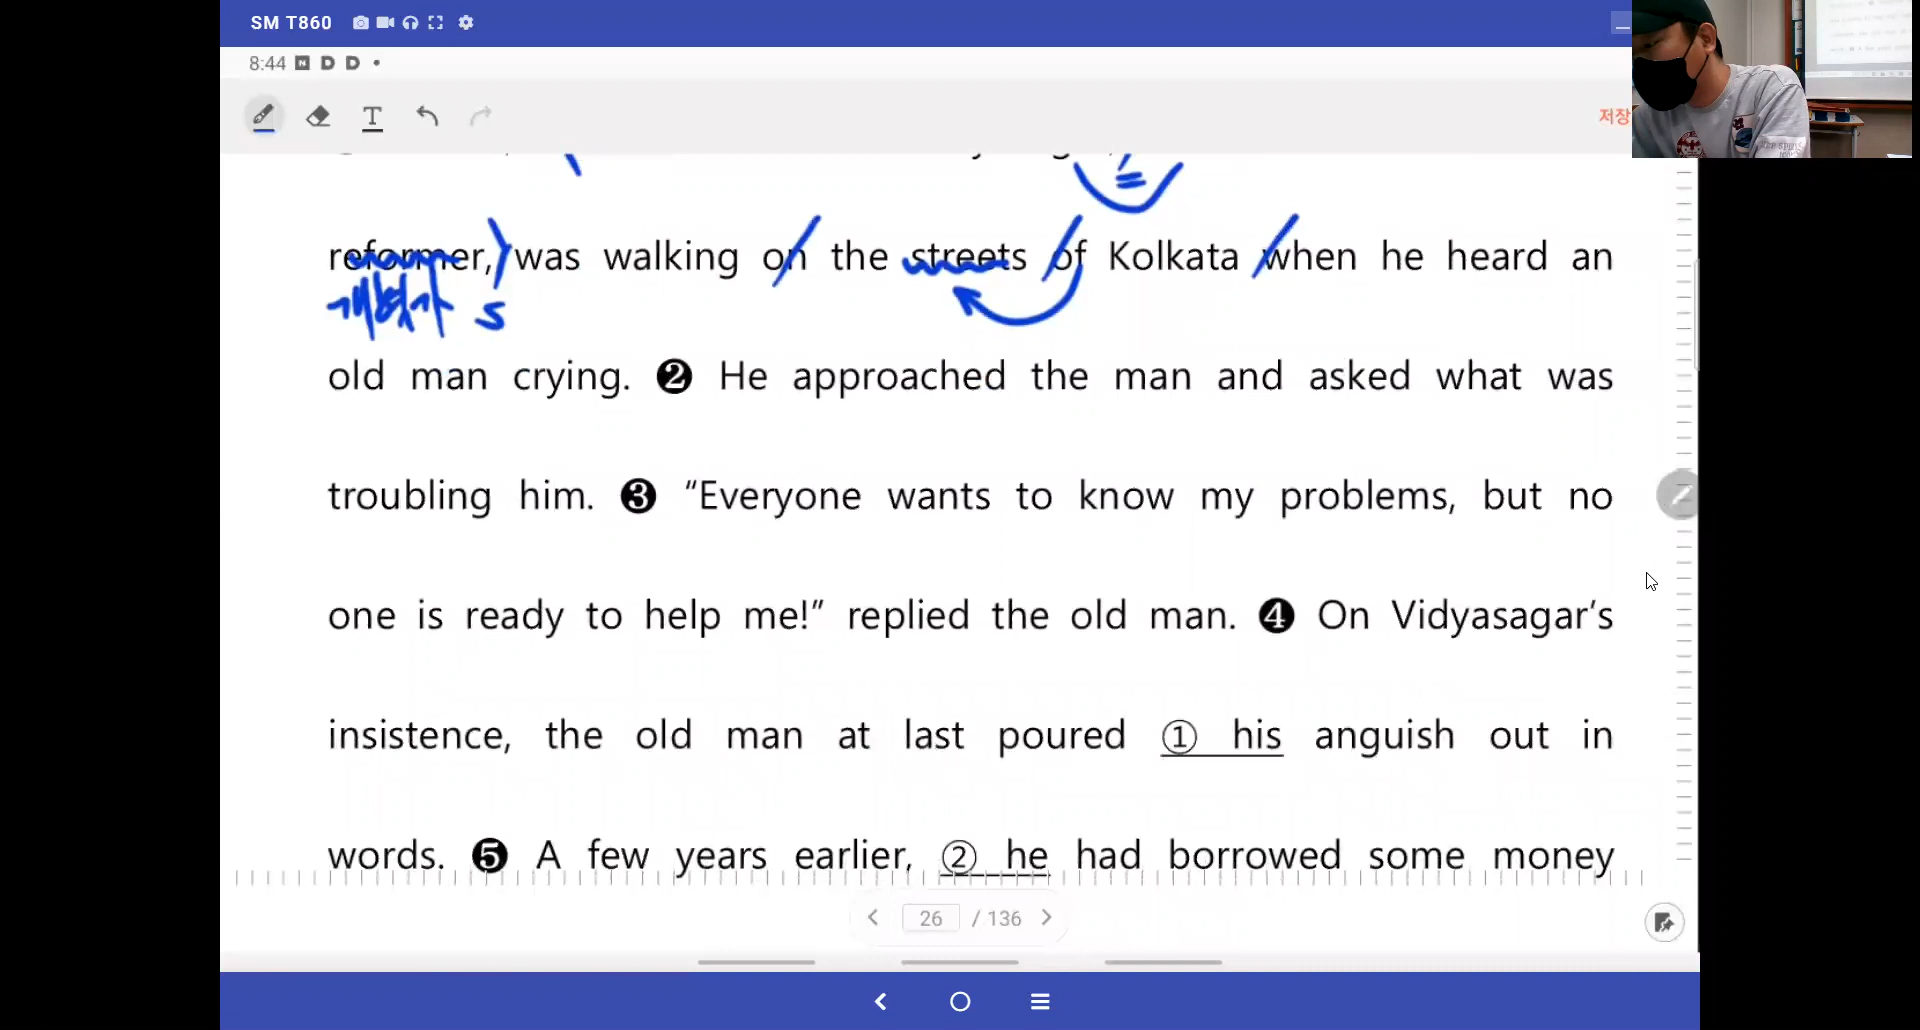 SM T860
8:44
T
저장
reformer, was walking on the streets of Kolkata when he heard an
개혁가 S
old man crying. ❷ He approached the man and asked what was
troubling him. ❸ “Everyone wants to know my problems, but no
one is ready to help me!” replied the old man. ❹ On Vidyasagar’s
insistence, the old man at last poured ① his anguish out in
words. ❺ A few years earlier, ② he had borrowed some money
26 / 136